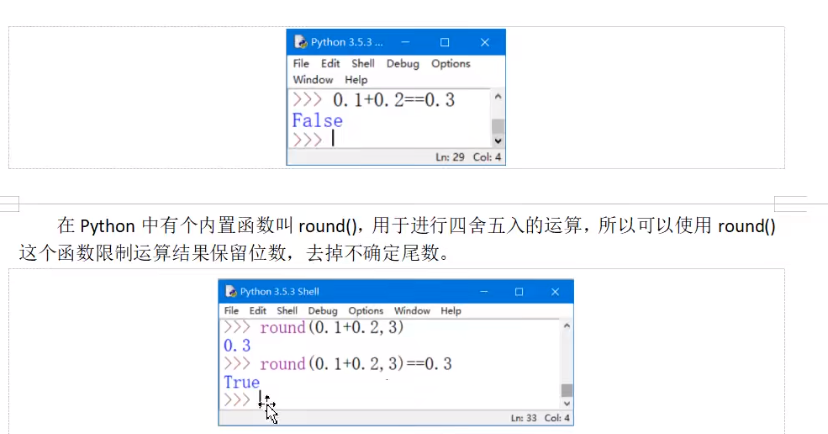 Python 3.5.3 ...
File Edit Shell Debug Options
Window Help
>>> 0.1+0.2==0.3
False
>>>
Ln: 29 Col: 4
在 Python 中有个内置函数叫 round()，用于进行四舍五入的运算，所以可以使用 round()
这个函数限制运算结果保留位数，去掉不确定尾数。
Python 3.5.3 Shell
File Edit Shell Debug Options Window Help
>>> round(0.1+0.2,3)
0.3
>>> round(0.1+0.2,3)==0.3
True
>>>
Ln: 33 Col: 4